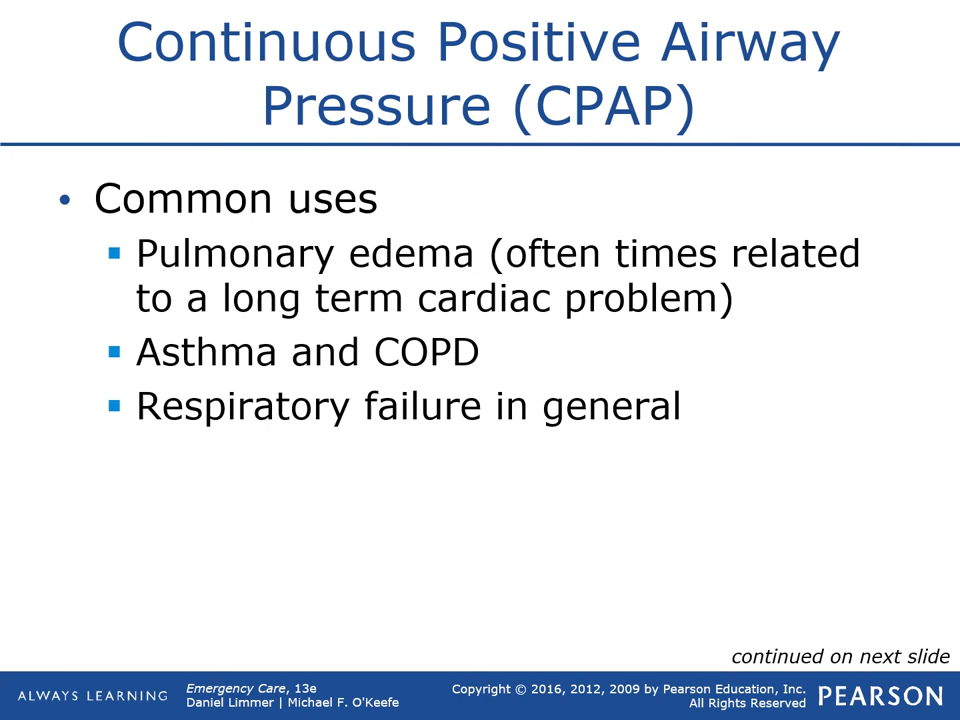 Continuous Positive Airway
Pressure (CPAP)
• Common uses
▪ Pulmonary edema (often times related
to a long term cardiac problem)
▪ Asthma and COPD
▪ Respiratory failure in general
continued on next slide
ALWAYS LEARNING
Emergency Care, 13e
Daniel Limmer | Michael F. O'Keefe
Copyright © 2016, 2012, 2009 by Pearson Education, Inc.
All Rights Reserved
PEARSON